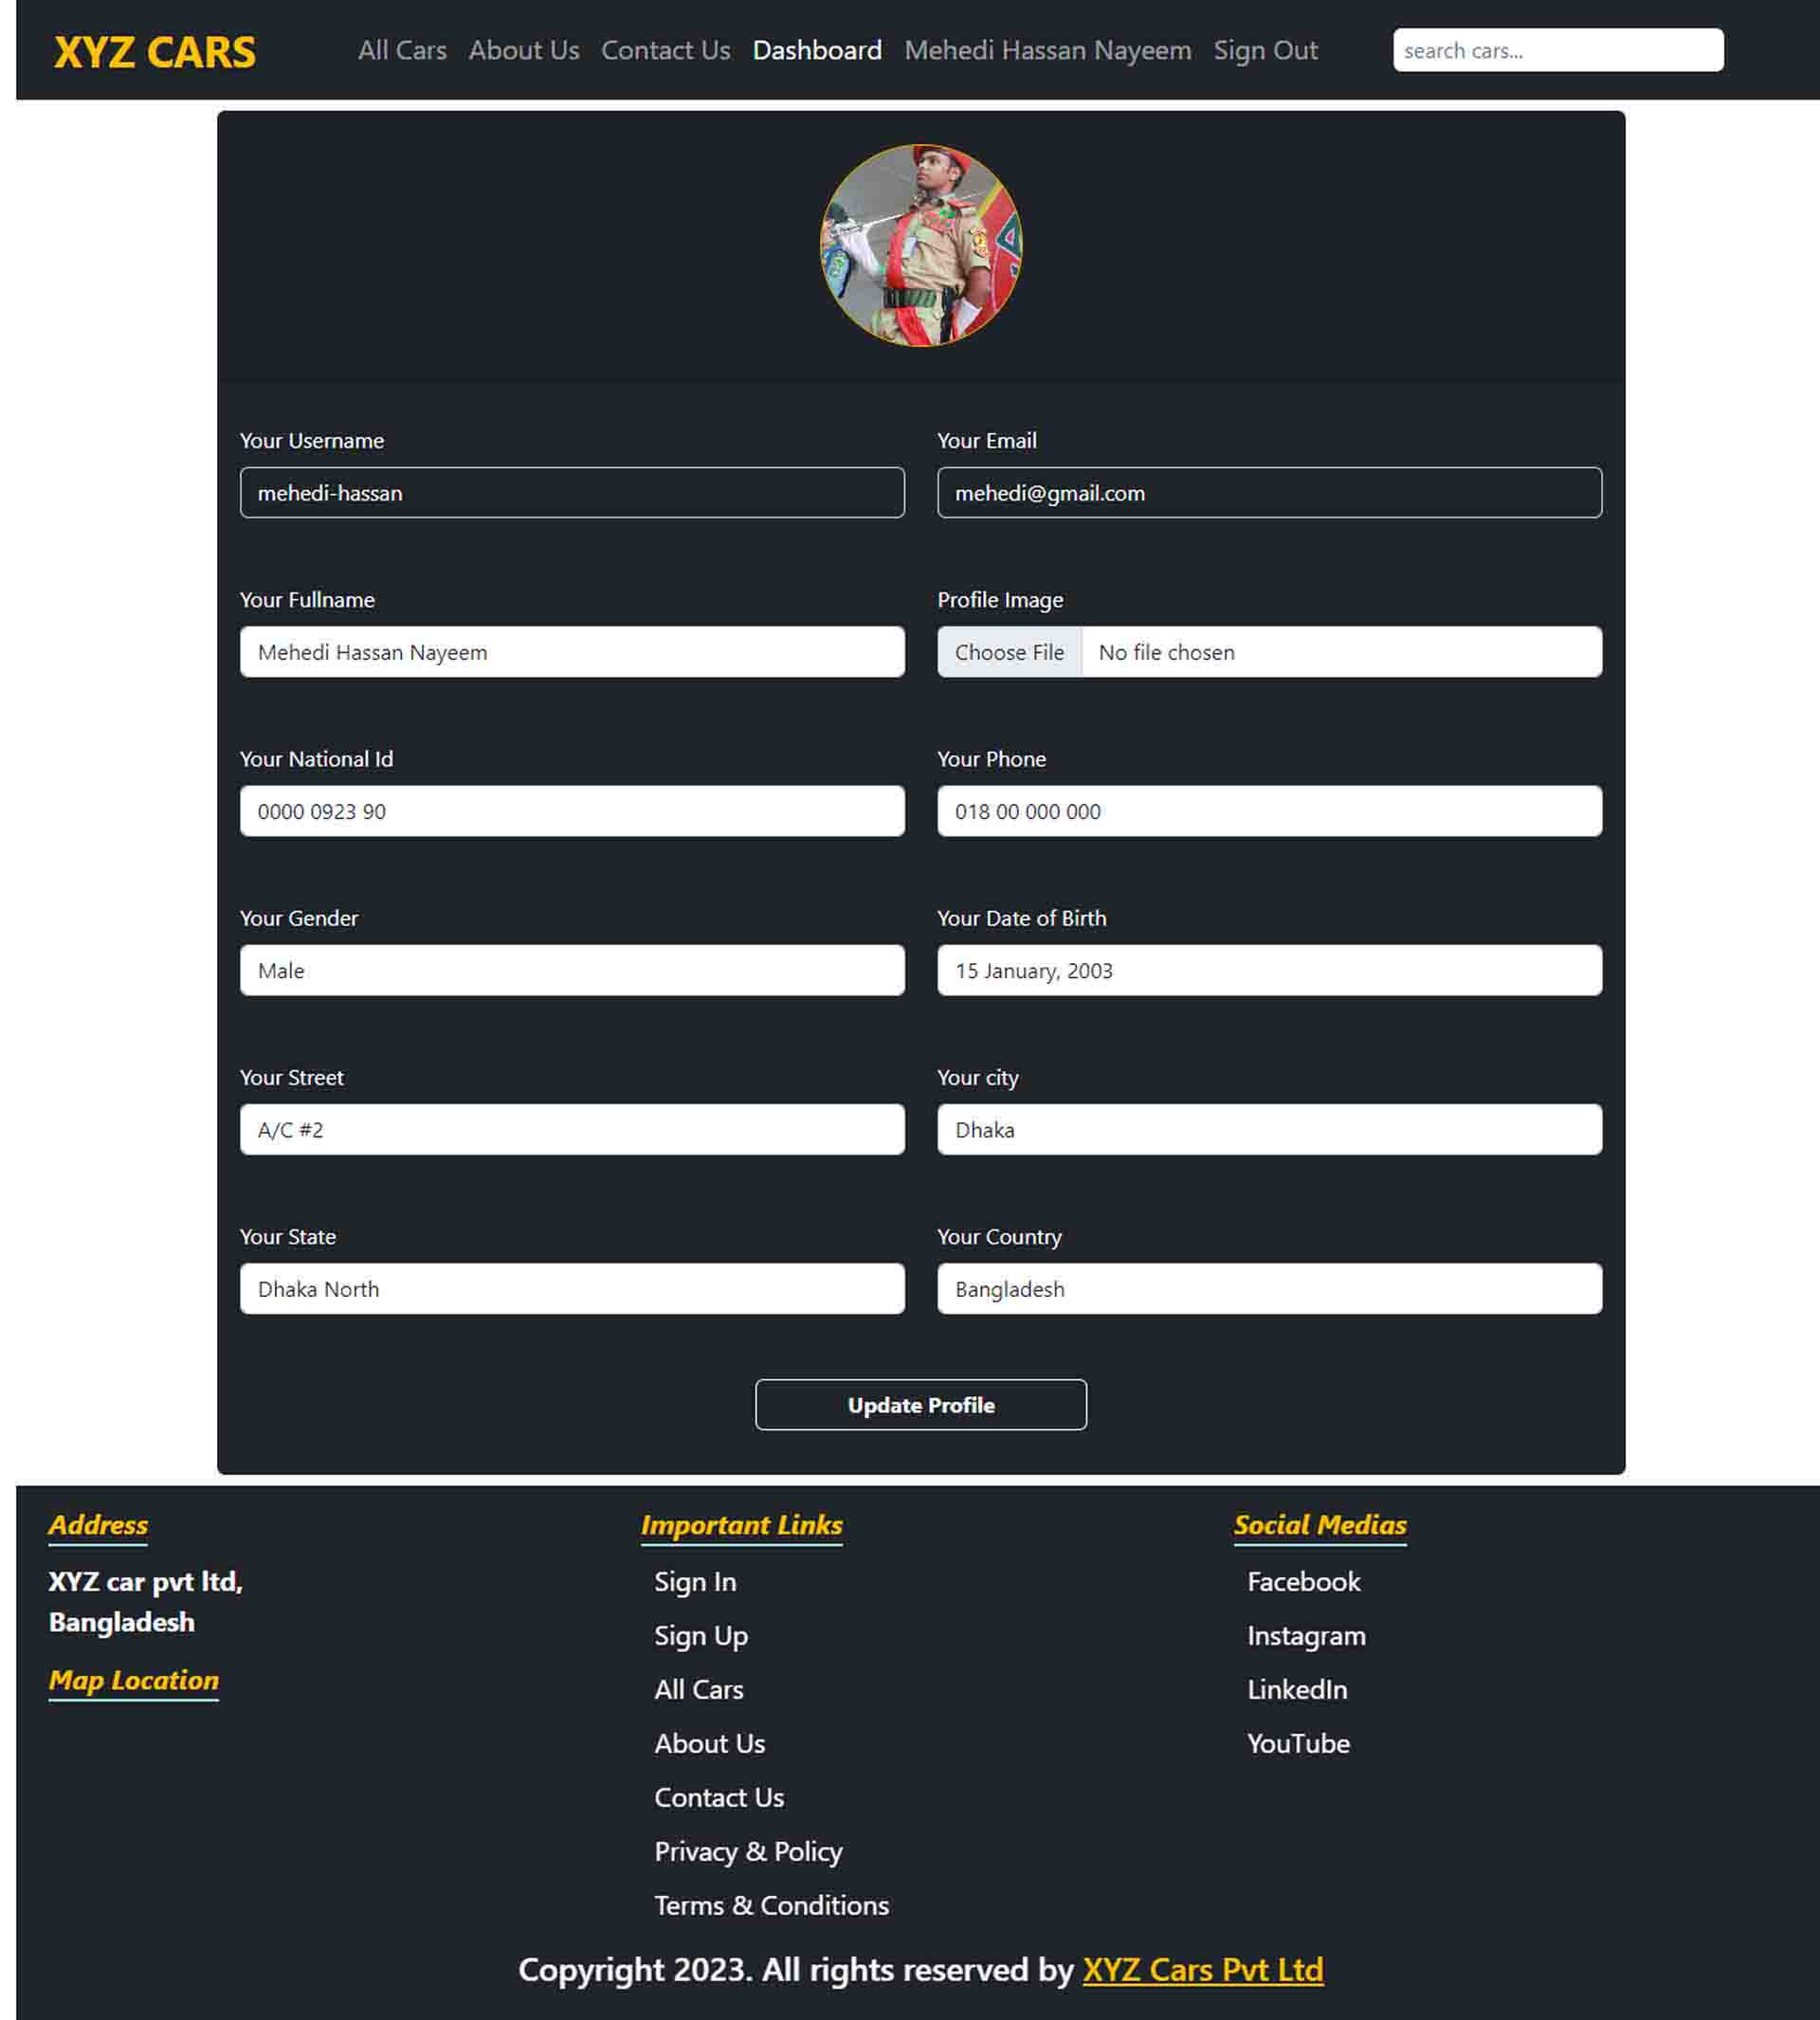 XYZ CARS All Cars About Us Contact Us Dashboard Mehedi Hassan Nayeem Sign Out search cars...
Your Username Your Email
mehedi-hassan mehedi@gmail.com
Your Fullname Profile Image
Mehedi Hassan Nayeem Choose File No file chosen
Your National Id Your Phone
0000 0923 90 018 00 000 000
Your Gender Your Date of Birth
Male 15 January, 2003
Your Street Your city
A/C #2 Dhaka
Your State Your Country
Dhaka North Bangladesh
Update Profile
Address
XYZ car pvt ltd,
Bangladesh
Map Location
Important Links
Sign In
Sign Up
All Cars
About Us
Contact Us
Privacy & Policy
Terms & Conditions
Social Medias
Facebook
Instagram
LinkedIn
YouTube
Copyright 2023. All rights reserved by XYZ Cars Pvt Ltd